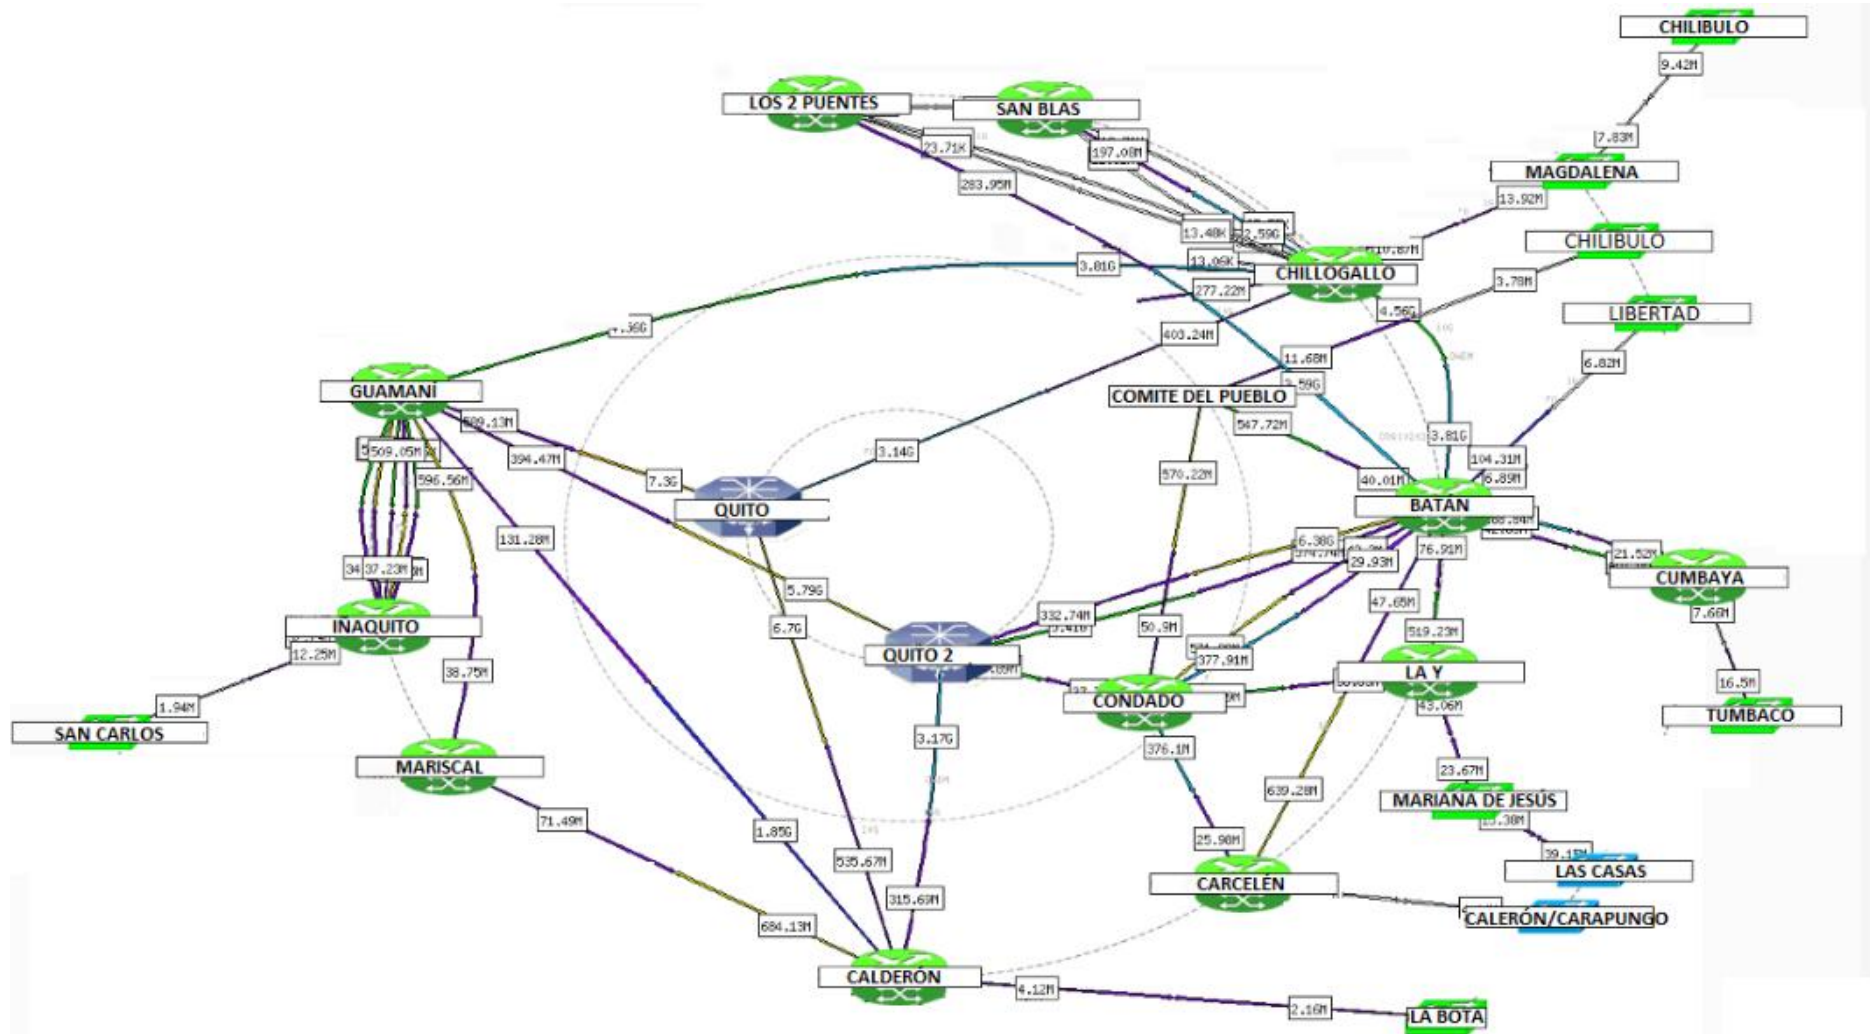 CHILIBULO
9.42M
LOS 2 PUENTES
SAN BLAS
7.83M
23.71K
197.08M
MAGDALENA
283.95M
13.92M
13.48K
2.59G
CHILIBULO
10.87M
3.81G
13.06K
CHILLOGALLO
277.22M
3.78M
4.56G
LIBERTAD
403.24M
11.68M
6.82M
GUAMANÍ
COMITE DEL PUEBLO
547.72M
3.81G
394.47M
509.05M
3.14G
104.31M
596.56M
7.3G
570.22M
40.01M
6.89M
QUITO
BATAN
131.28M
6.38G
76.91M
21.52M
37.23M
29.93M
CUMBAYA
5.79G
47.65M
7.66M
INAQUITO
6.7G
332.74M
50.9M
519.23M
12.25M
QUITO 2
377.91M
38.75M
LA Y
16.5M
1.94M
CONDADO
43.06M
TUMBACO
SAN CARLOS
3.17G
376.1M
MARISCAL
23.67M
639.28M
MARIANA DE JESÚS
71.49M
1.85G
25.98M
535.67M
LAS CASAS
CARCELÉN
315.69M
CALERÓN/CARAPUNGO
684.13M
CALDERÓN
4.12M
2.16M
LA BOTA